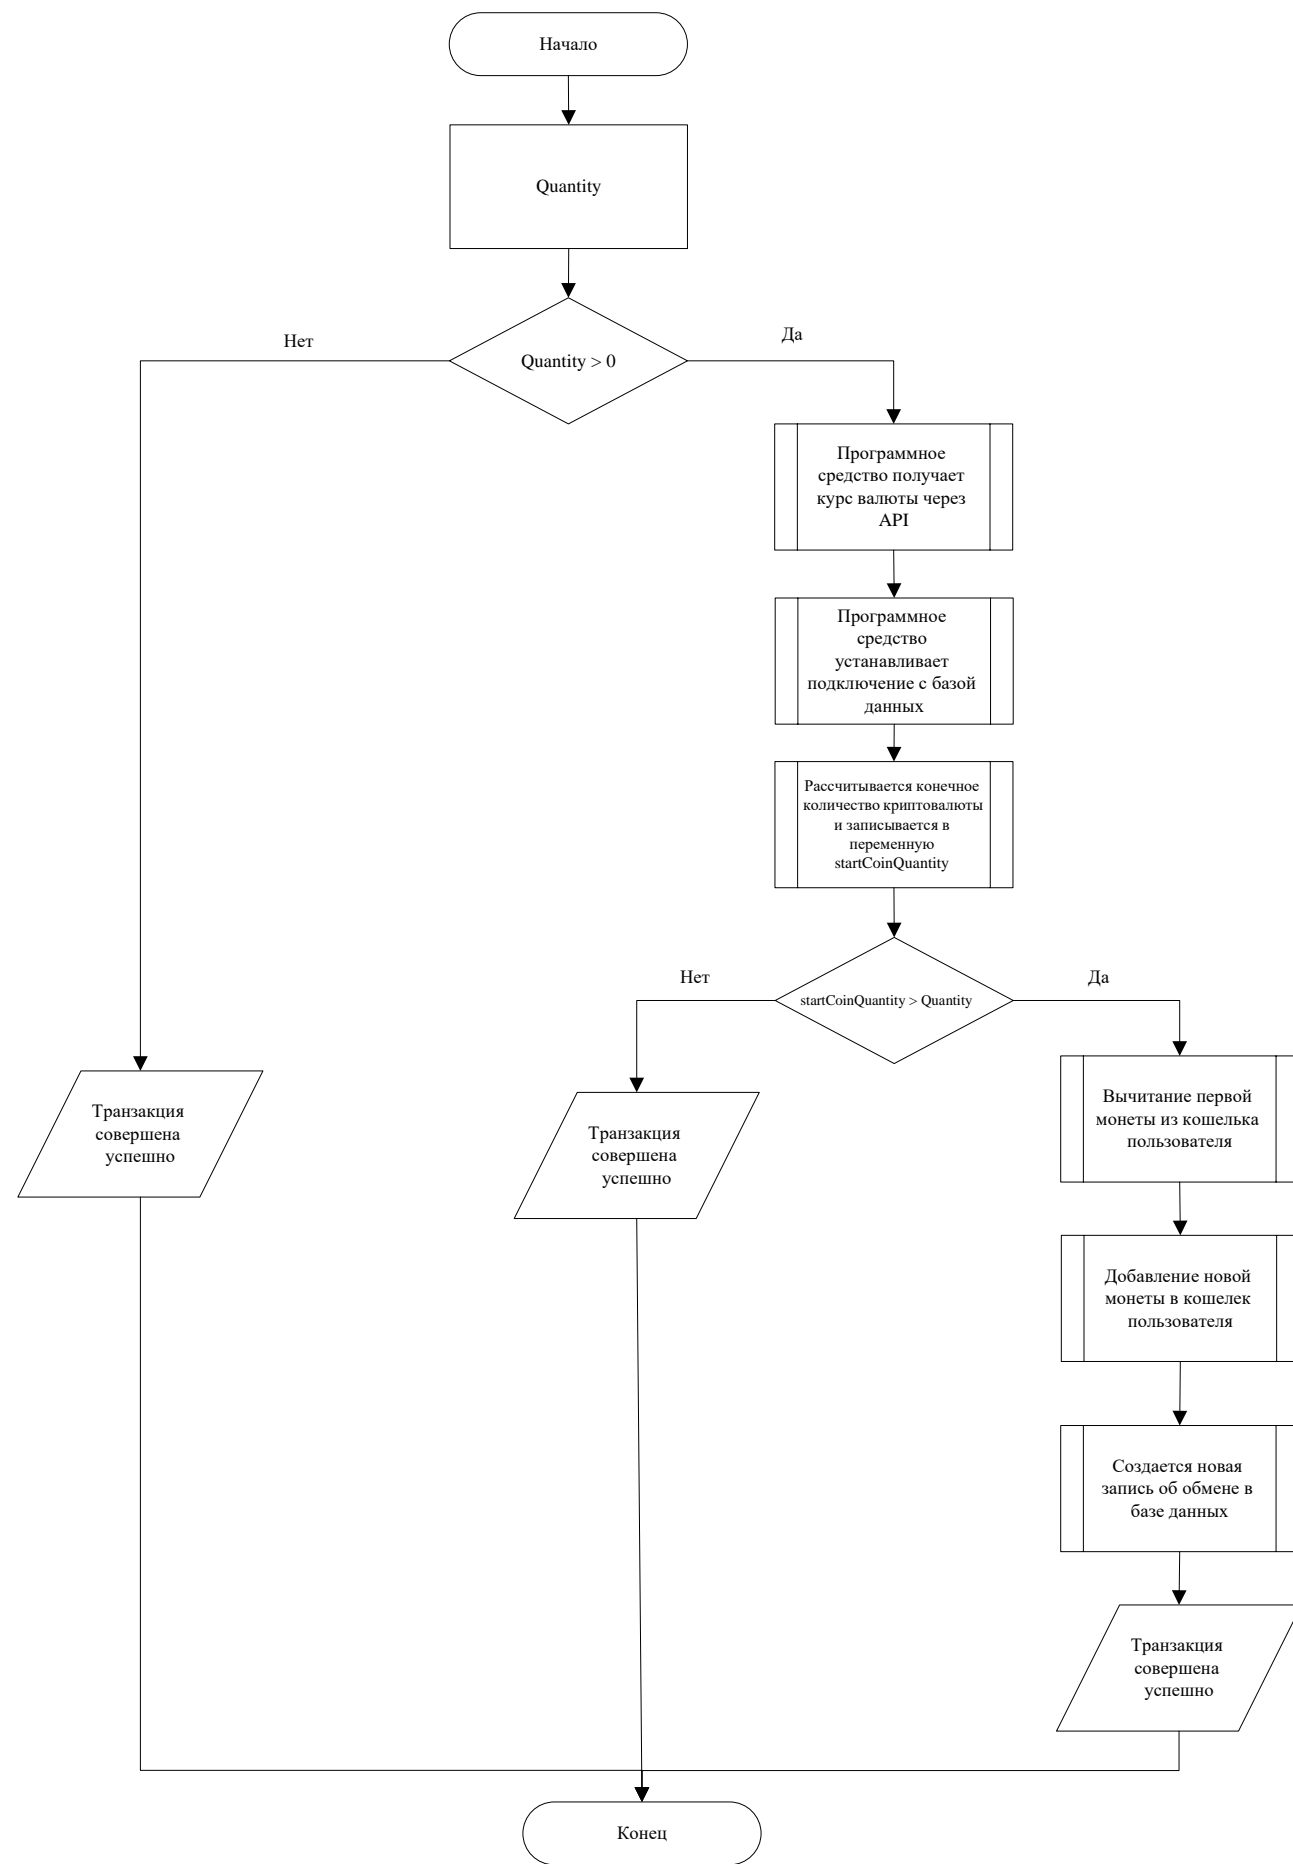 Начало
Quantity
Нет
Да
Quantity > 0
Программное
средство получает
курс валюты через
API
Программное
средство
устанавливает
подключение с базой
данных
Рассчитывается конечное
количество криптовалюты
и записывается в
переменную
startCoinQuantity
Нет
Да
startCoinQuantity > Quantity
Транзакция
совершена
успешно
Транзакция
совершена
успешно
Вычитание первой
монеты из кошелька
пользователя
Добавление новой
монеты в кошелек
пользователя
Создается новая
запись об обмене в
базе данных
Транзакция
совершена
успешно
Конец